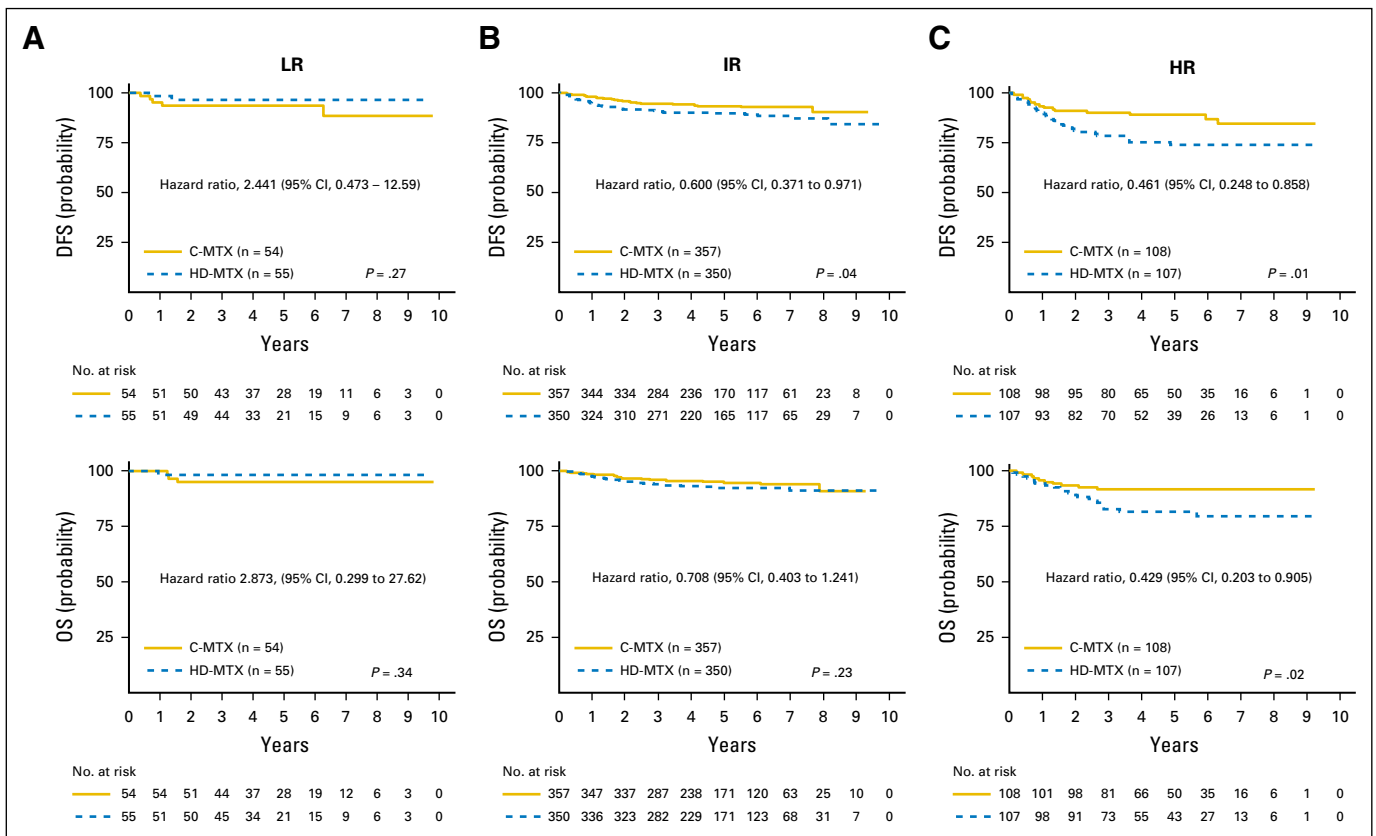 A
LR
DFS (probability)
100
75
50
25
Hazard ratio, 2.441 (95% CI, 0.473 – 12.59)
C-MTX (n = 54)
HD-MTX (n = 55)
P = .27
0 1 2 3 4 5 6 7 8 9 10
Years
No. at risk
54 51 50 43 37 28 19 11 6 3 0
55 51 49 44 33 21 15 9 6 3 0
OS (probability)
100
75
50
25
Hazard ratio 2.873, (95% CI, 0.299 to 27.62)
C-MTX (n = 54)
HD-MTX (n = 55)
P = .34
0 1 2 3 4 5 6 7 8 9 10
Years
No. at risk
54 54 51 44 37 28 19 12 6 3 0
55 51 50 45 34 21 15 9 6 3 0
B
IR
DFS (probability)
100
75
50
25
Hazard ratio, 0.600 (95% CI, 0.371 to 0.971)
C-MTX (n = 357)
HD-MTX (n = 350)
P = .04
0 1 2 3 4 5 6 7 8 9 10
Years
No. at risk
357 344 334 284 236 170 117 61 23 8 0
350 324 310 271 220 165 117 65 29 7 0
OS (probability)
100
75
50
25
Hazard ratio, 0.708 (95% CI, 0.403 to 1.241)
C-MTX (n = 357)
HD-MTX (n = 350)
P = .23
0 1 2 3 4 5 6 7 8 9 10
Years
No. at risk
357 347 337 287 238 171 120 63 25 10 0
350 336 323 282 229 171 123 68 31 7 0
C
HR
DFS (probability)
100
75
50
25
Hazard ratio, 0.461 (95% CI, 0.248 to 0.858)
C-MTX (n = 108)
HD-MTX (n = 107)
P = .01
0 1 2 3 4 5 6 7 8 9 10
Years
No. at risk
108 98 95 80 65 50 35 16 6 1 0
107 93 82 70 52 39 26 13 6 1 0
OS (probability)
100
75
50
25
Hazard ratio, 0.429 (95% CI, 0.203 to 0.905)
C-MTX (n = 108)
HD-MTX (n = 107)
P = .02
0 1 2 3 4 5 6 7 8 9 10
Years
No. at risk
108 101 98 81 66 50 35 16 6 1 0
107 98 91 73 55 43 27 13 6 1 0